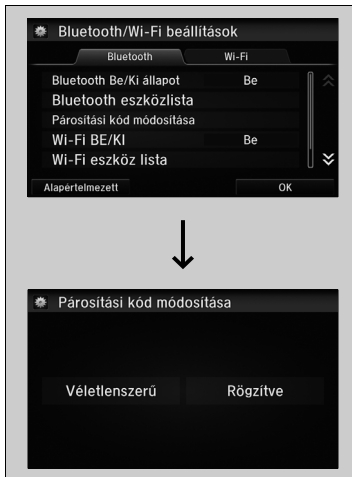 Bluetooth/Wi-Fi beállítások
Bluetooth Wi-Fi
Bluetooth Be/Ki állapot Be
Bluetooth eszközlista
Párosítási kód módosítása
Wi-Fi BE/KI Be
Wi-Fi eszköz lista
Alapértelmezett OK
Párosítási kód módosítása
Véletlenszerű Rögzítve